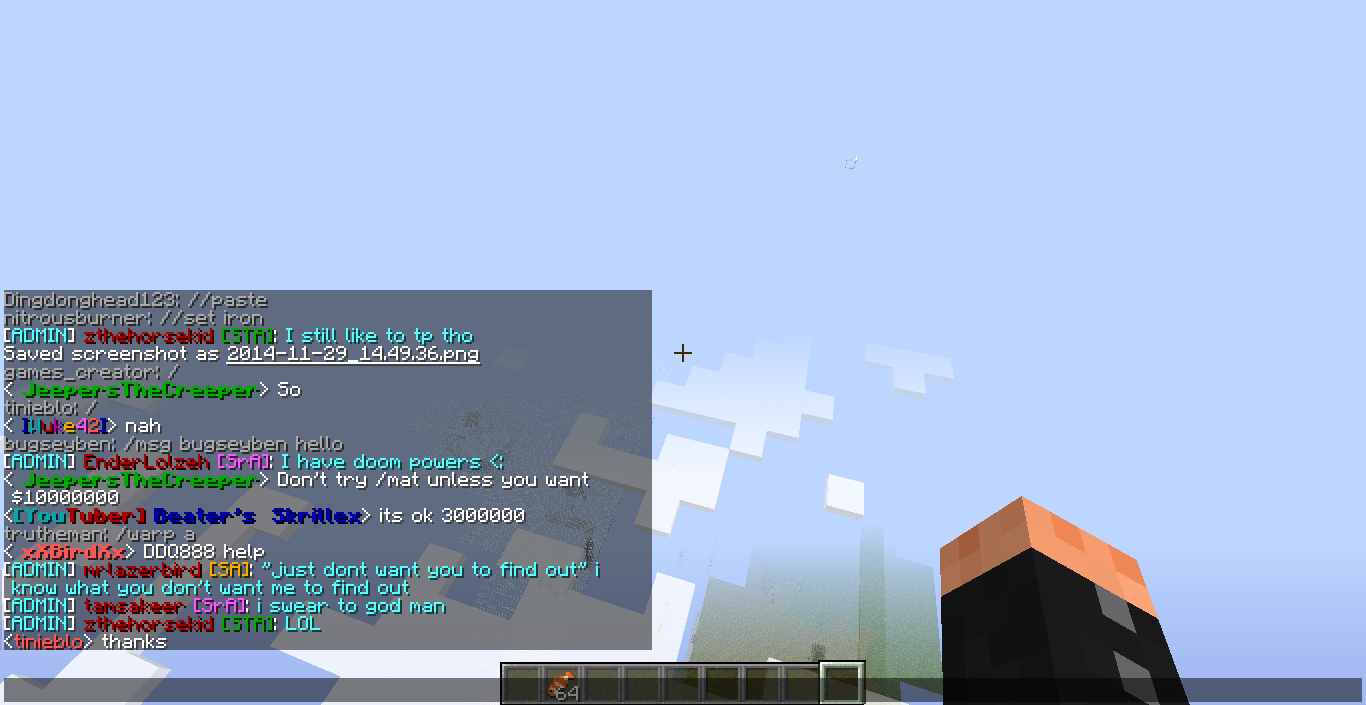 Dingdonghead123: //paste
nitrousburner: //set iron
[ADMIN] zthehorsekid [STA]: I still like to tp tho
Saved screenshot as 2014-11-29_14.49.36.png
games_creator: /
< JeepersTheCreeper> So
tinieblo: /
< IWuke42I> nah
bugseyben: /msg bugseyben hello
[ADMIN] EnderLolzeh [SrA]: I have doom powers <:
< JeepersTheCreeper> Don't try /mat unless you want
$10000000
<[YouTuber] Beater's Skrillex> its ok 3000000
trutheman: /warp a
< xXBirdXx> DDQ888 help
[ADMIN] mrlazerbird [SA]: "just dont want you to find out" i
know what you don't want me to find out
[ADMIN] tamsakeer [SrA]: i swear to god man
[ADMIN] zthehorsekid [STA]: LOL
<tinieblo> thanks
64